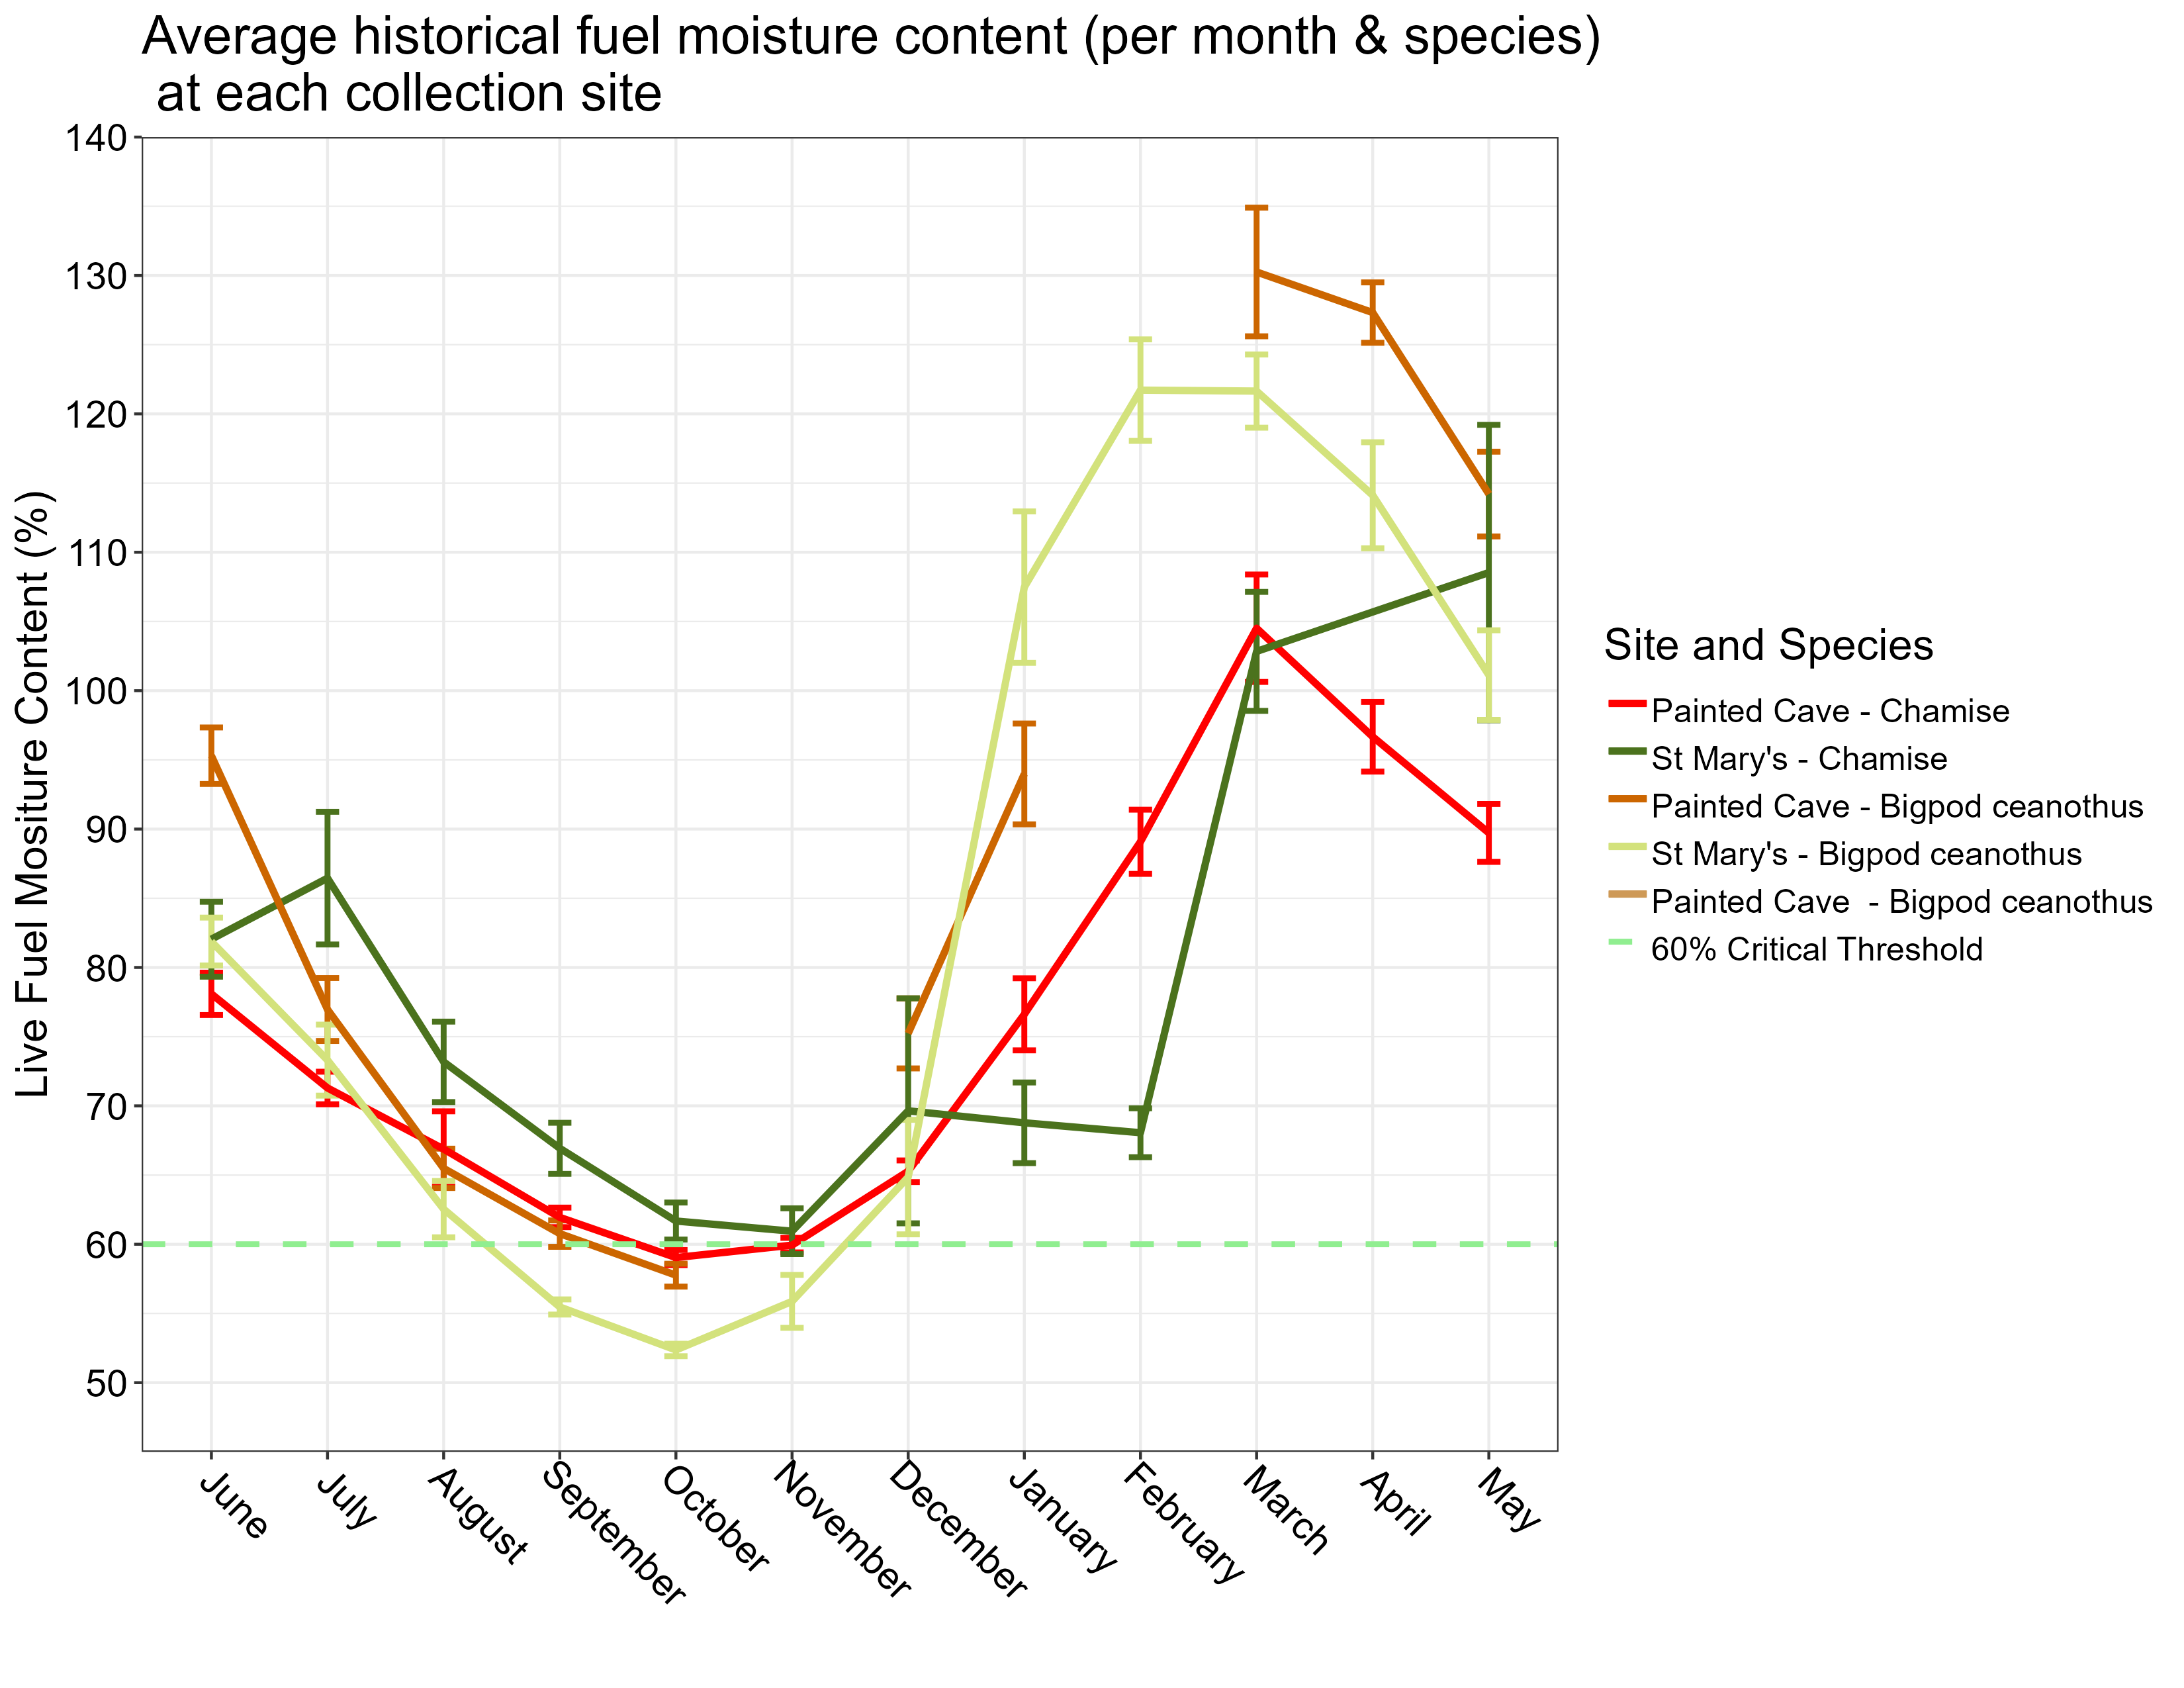 Average historical fuel moisture content (per month & species)
at each collection site
Live Fuel Mositure Content (%)
140
130
120
110
100
90
80
70
60
50
June
July
August
September
October
November
December
January
February
March
April
May
Site and Species
Painted Cave - Chamise
St Mary's - Chamise
Painted Cave - Bigpod ceanothus
St Mary's - Bigpod ceanothus
Painted Cave  - Bigpod ceanothus
60% Critical Threshold